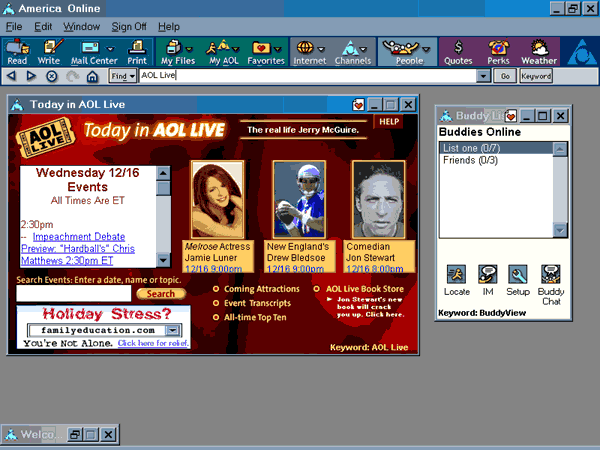 America Online
File Edit Window Sign Off Help
Read Write Mail Center Print My Files My AOL Favorites Internet Channels People Quotes Perks Weather
Find AOL Live Go Keyword
Today in AOL Live
HELP
AOL LIVE
Today in AOL LIVE
The real life Jerry McGuire.
Wednesday 12/16
Events
All Times Are ET
2:30pm
-- Impeachment Debate
Preview: "Hardball's" Chris
Matthews 2:30pm ET
Melrose Actress
Jamie Luner
12/16 9:00pm
New England's
Drew Bledsoe
12/16 9:00pm
Comedian
Jon Stewart
12/16 8:00pm
Search Events: Enter a date, name or topic.
Search
Holiday Stress?
familyeducation.com
You're Not Alone. Click here for relief.
Coming Attractions
Event Transcripts
All-time Top Ten
AOL Live Book Store
Jon Stewart's new
book will crack
you up. Click here.
Keyword: AOL Live
Buddy Lis
Buddies Online
List one (0/7)
Friends (0/3)
Locate IM Setup Buddy
Chat
Keyword: BuddyView
Welco